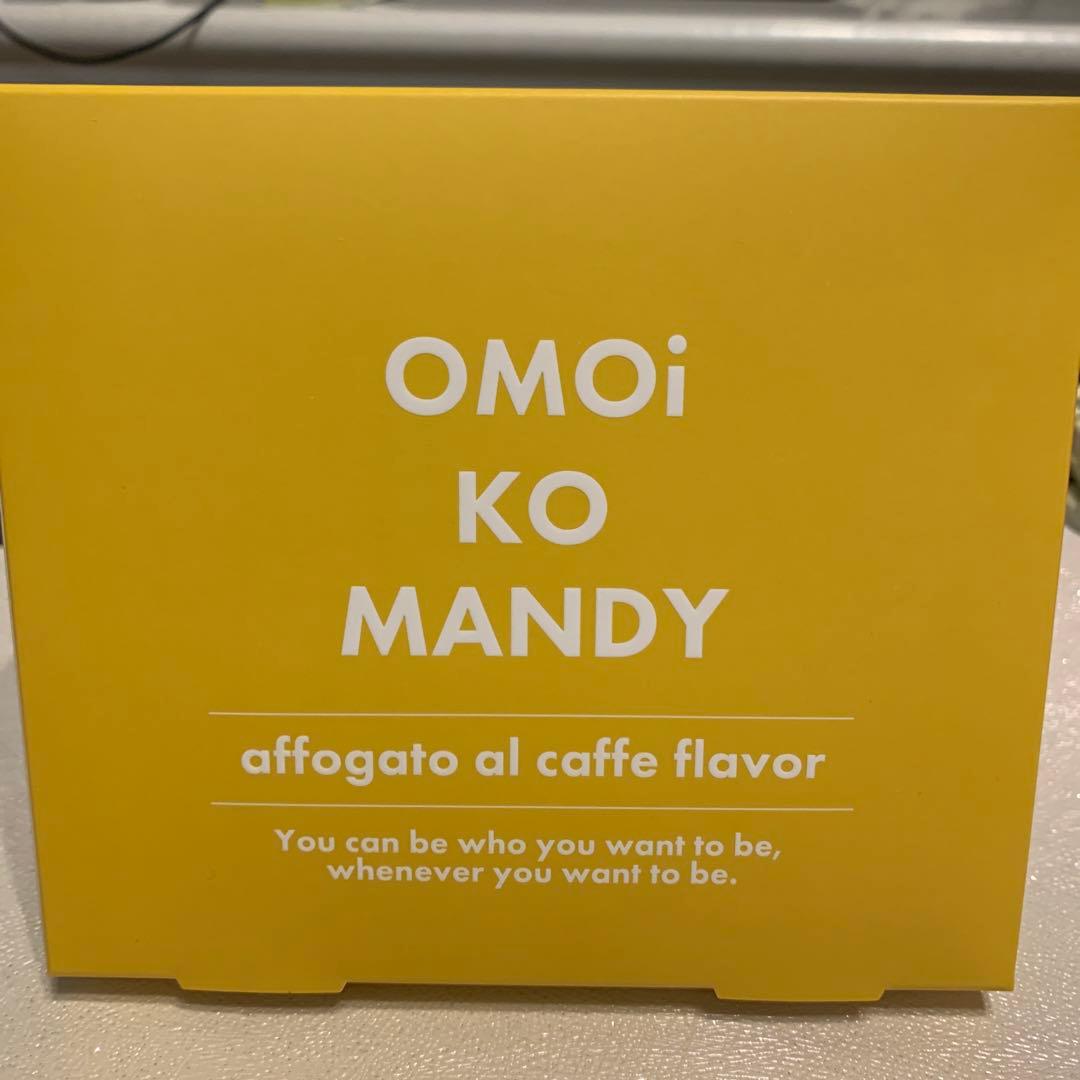 OMOi
KO
MANDY
affogato al caffe flavor
You can be who you want to be,
whenever you want to be.